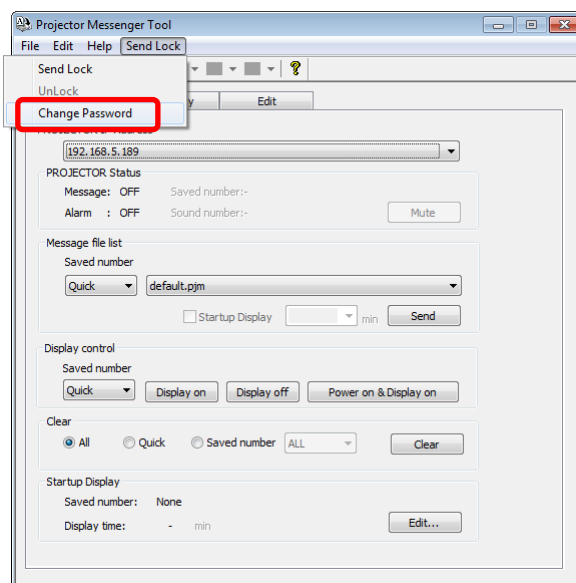 Projector Messenger Tool
File Edit Help Send Lock
Send Lock
UnLock
Change Password
Edit
192.168.5.189
PROJECTOR Status
Message: OFF Saved number:-
Alarm : OFF Sound number:- Mute
Message file list
Saved number
Quick default.pjm
Startup Display min Send
Display control
Saved number
Quick Display on Display off Power on & Display on
Clear
All Quick Saved number ALL Clear
Startup Display
Saved number: None
Display time: - min Edit...